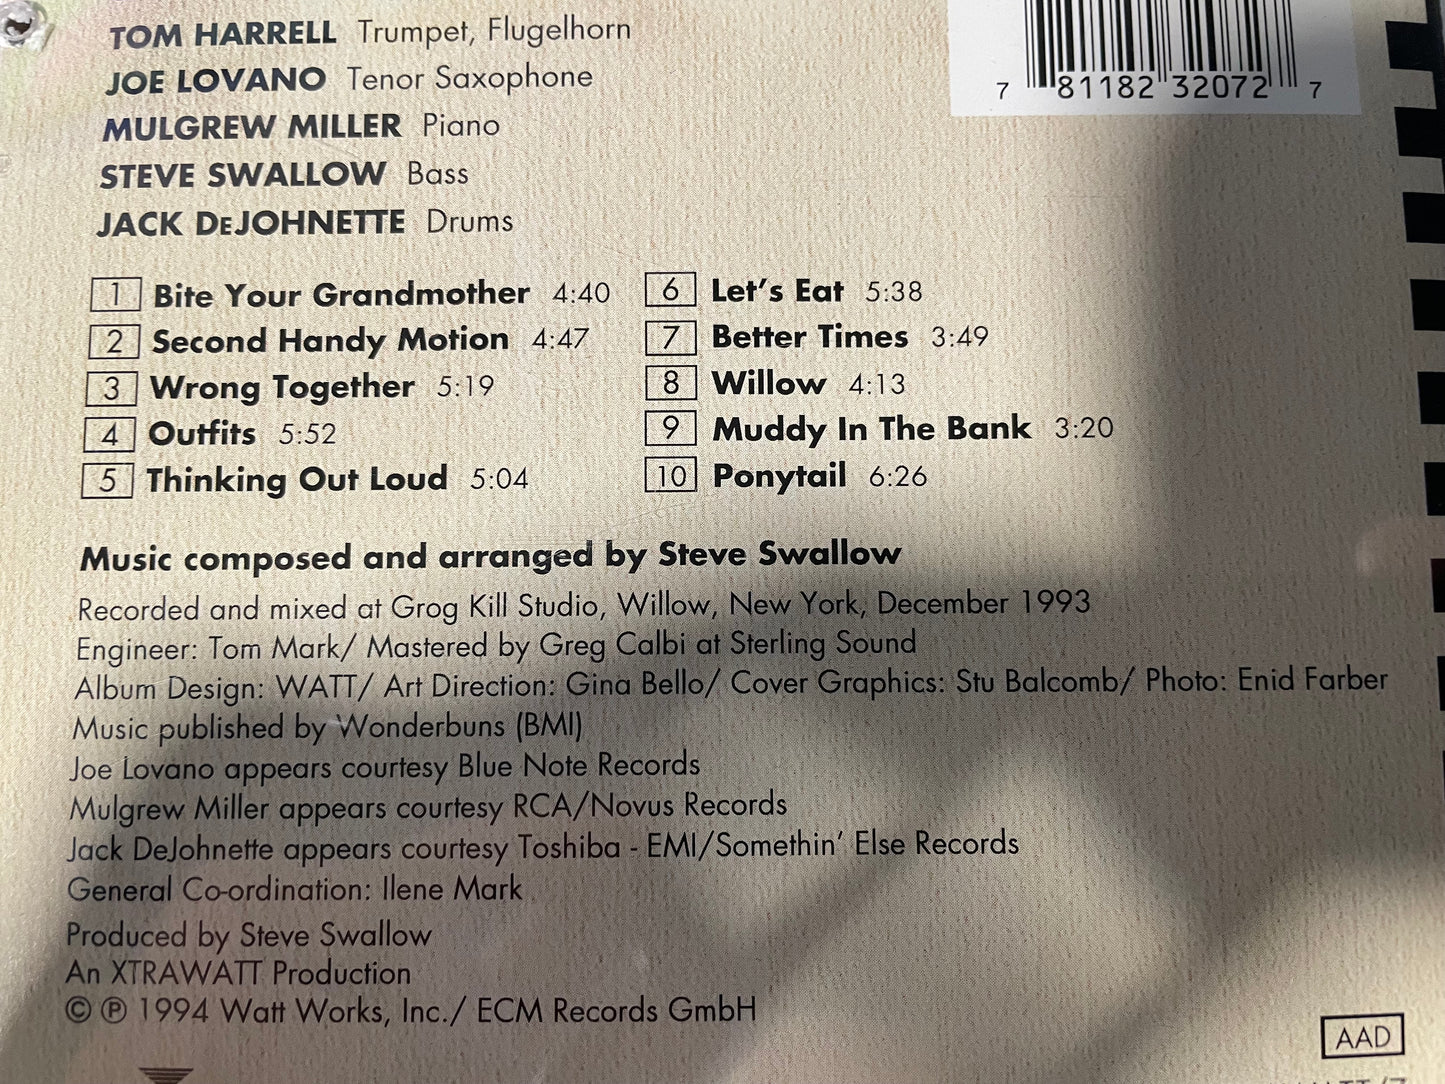 TOM HARRELL Trumpet, Flugelhorn
JOE LOVANO Tenor Saxophone
MULGREW MILLER Piano
STEVE SWALLOW Bass
JACK DEJOHNETTE Drums
7 81182 32072 7
1 Bite Your Grandmother 4:40
2 Second Handy Motion 4:47
3 Wrong Together 5:19
4 Outfits 5:52
5 Thinking Out Loud 5:04
6 Let's Eat 5:38
7 Better Times 3:49
8 Willow 4:13
9 Muddy In The Bank 3:20
10 Ponytail 6:26
Music composed and arranged by Steve Swallow
Recorded and mixed at Grog Kill Studio, Willow, New York, December 1993
Engineer: Tom Mark/ Mastered by Greg Calbi at Sterling Sound
Album Design: WATT/ Art Direction: Gina Bello/ Cover Graphics: Stu Balcomb/ Photo: Enid Farber
Music published by Wonderbuns (BMI)
Joe Lovano appears courtesy Blue Note Records
Mulgrew Miller appears courtesy RCA/Novus Records
Jack DeJohnette appears courtesy Toshiba - EMI/Somethin' Else Records
General Co-ordination: Ilene Mark
Produced by Steve Swallow
An XTRAWATT Production
© ℗ 1994 Watt Works, Inc./ ECM Records GmbH
AAD